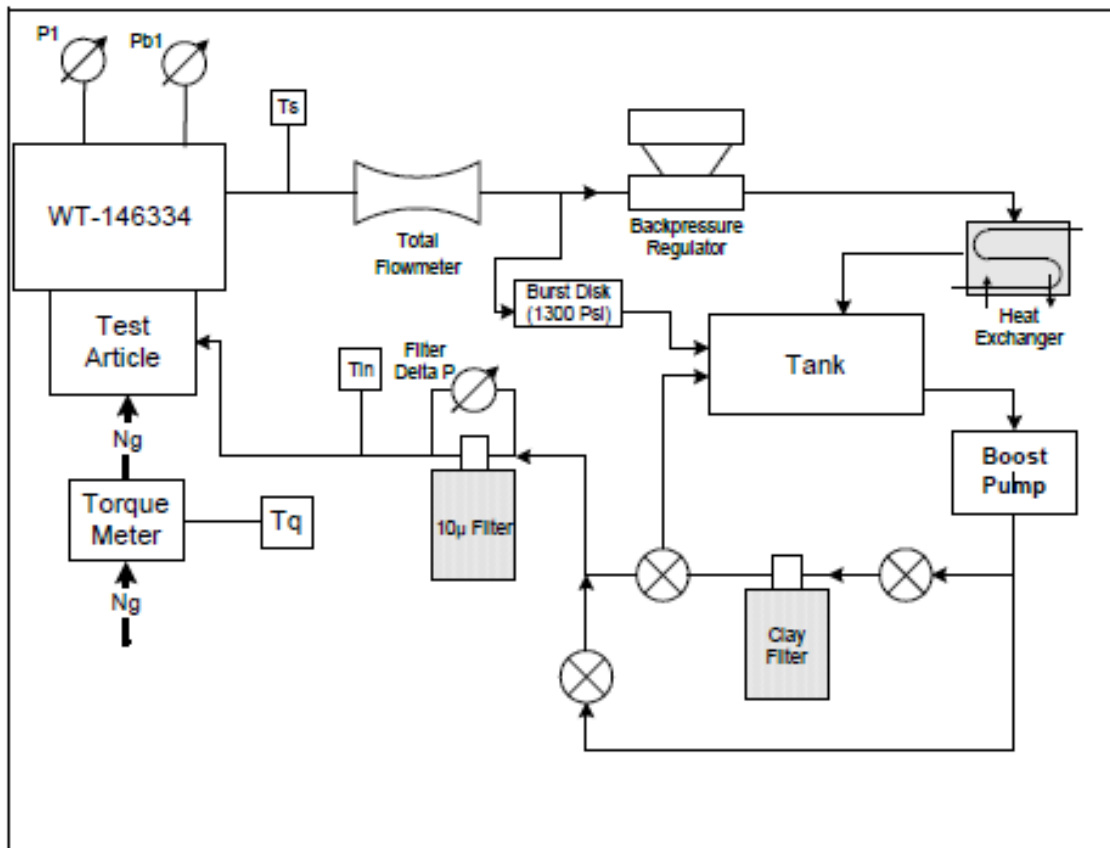 P1
Pb1
Ts
WT-146334
Total
Flowmeter
Backpressure
Regulator
Burst Disk
(1300 Psi)
Heat
Exchanger
Test
Article
Tin
Filter
Delta P
Tank
Ng
Boost
Pump
Torque
Meter
Tq
10µ Filter
Ng
Clay
Filter